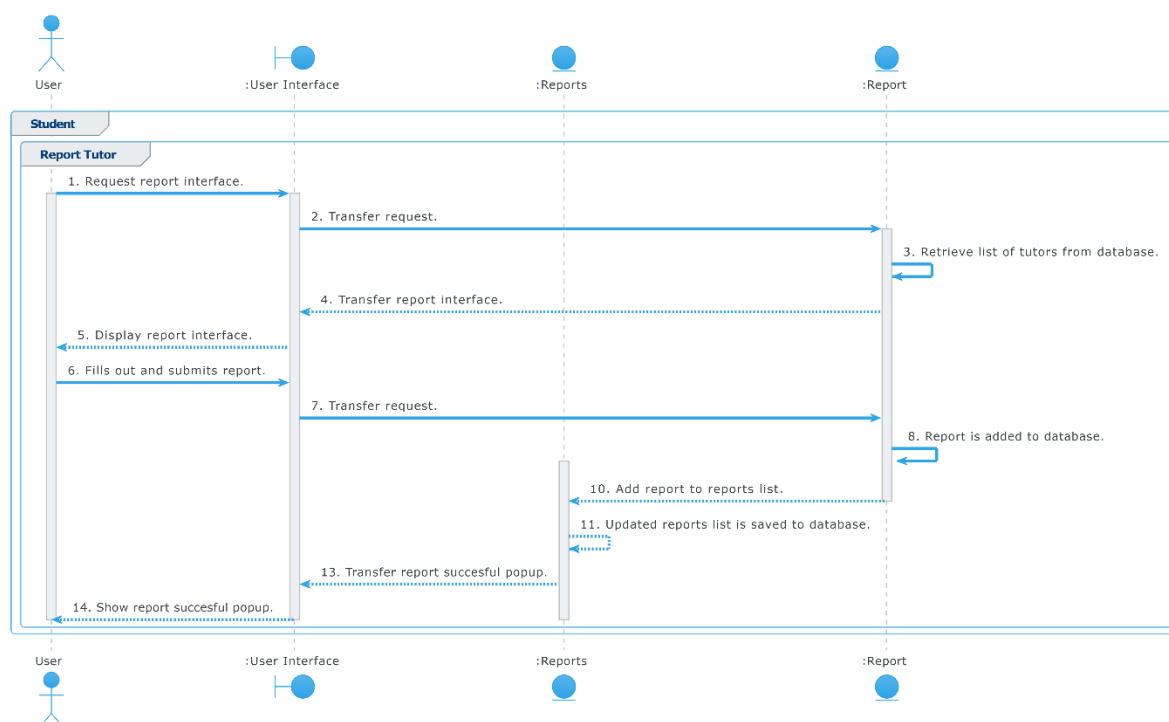 User
:User Interface
:Reports
:Report
Student
Report Tutor
1. Request report interface.
2. Transfer request.
3. Retrieve list of tutors from database.
4. Transfer report interface.
5. Display report interface.
6. Fills out and submits report.
7. Transfer request.
8. Report is added to database.
10. Add report to reports list.
11. Updated reports list is saved to database.
13. Transfer report succesful popup.
14. Show report succesful popup.
User
:User Interface
:Reports
:Report